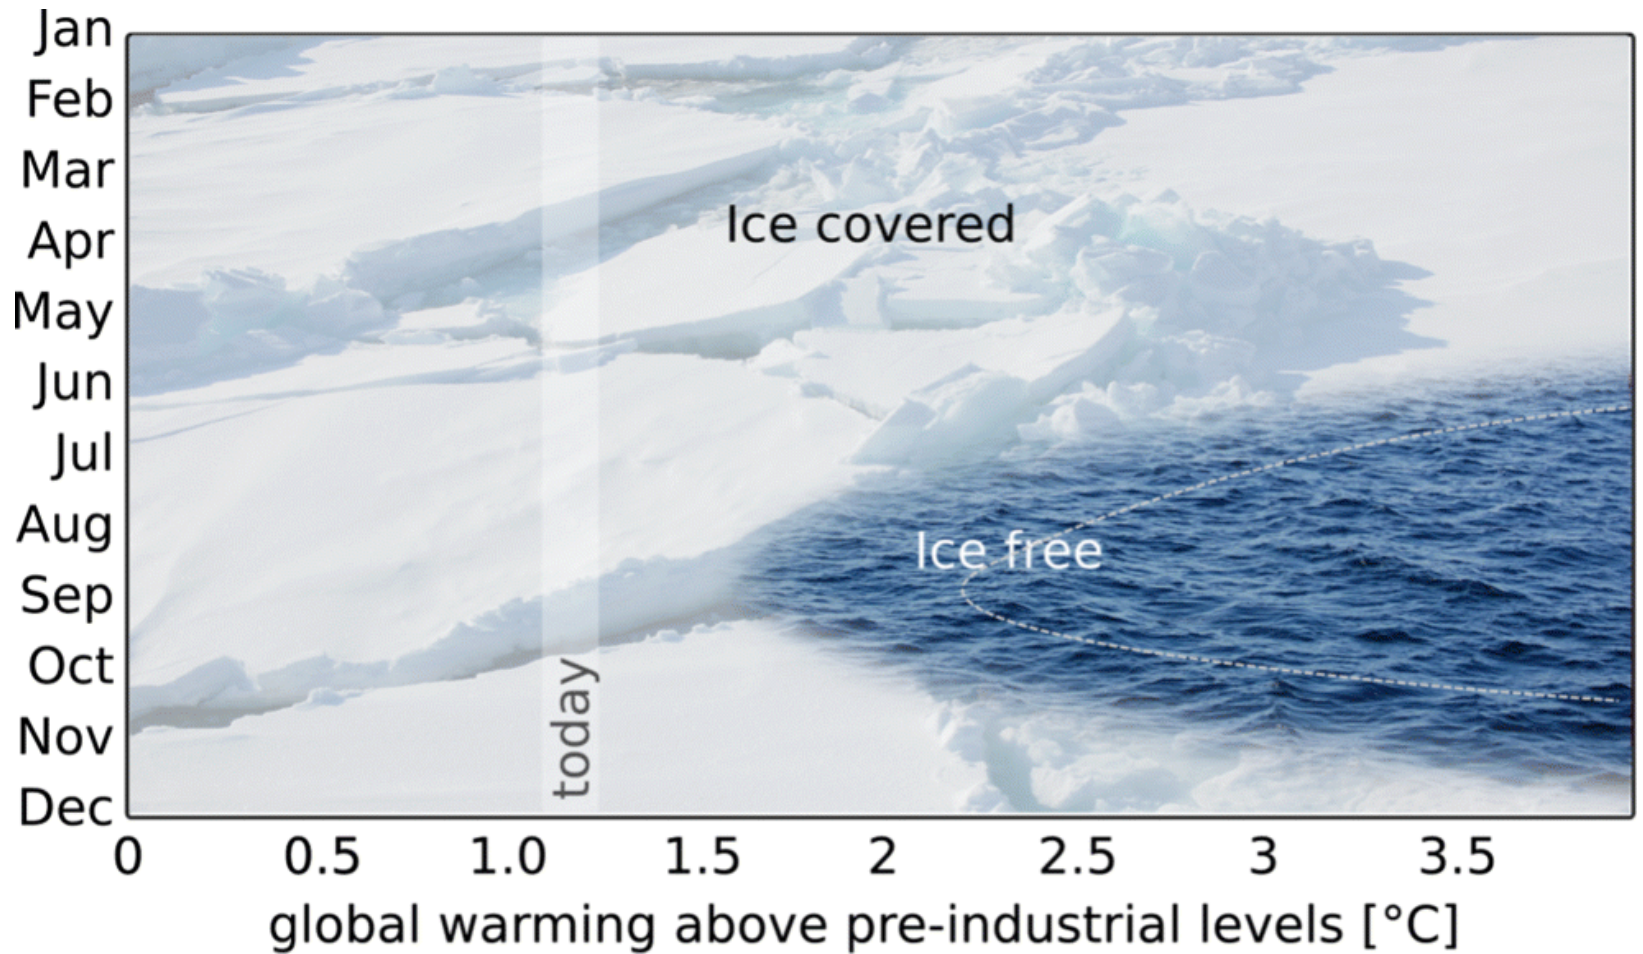 Jan
Feb
Mar
Apr
May
Jun
Jul
Aug
Sep
Oct
Nov
Dec
Ice covered
Ice free
today
0 0.5 1.0 1.5 2 2.5 3 3.5
global warming above pre-industrial levels [°C]